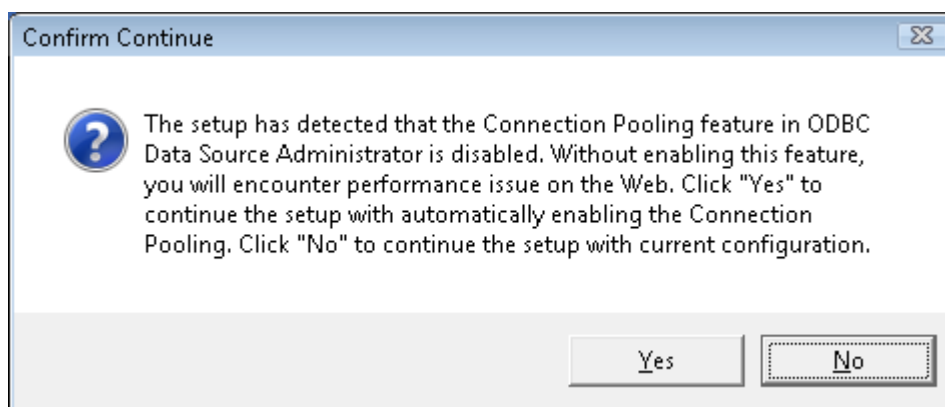 Confirm Continue
The setup has detected that the Connection Pooling feature in ODBC
Data Source Administrator is disabled. Without enabling this feature,
you will encounter performance issue on the Web. Click "Yes" to
continue the setup with automatically enabling the Connection
Pooling. Click "No" to continue the setup with current configuration.
Yes
No